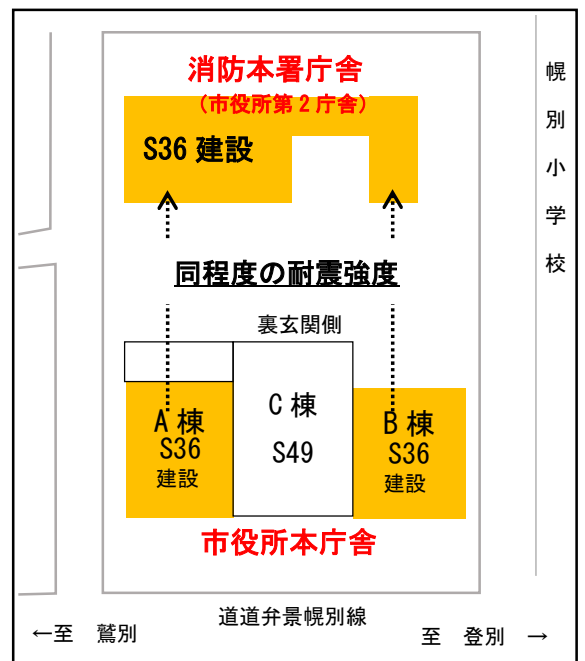 消防本署庁舎
(市役所第2庁舎)
S36 建設
幌別小学校
同程度の耐震強度
裏玄関側
A 棟
S36
建設
C 棟
S49
B 棟
S36
建設
市役所本庁舎
道道弁景幌別線
←至 鷲別
至 登別 →